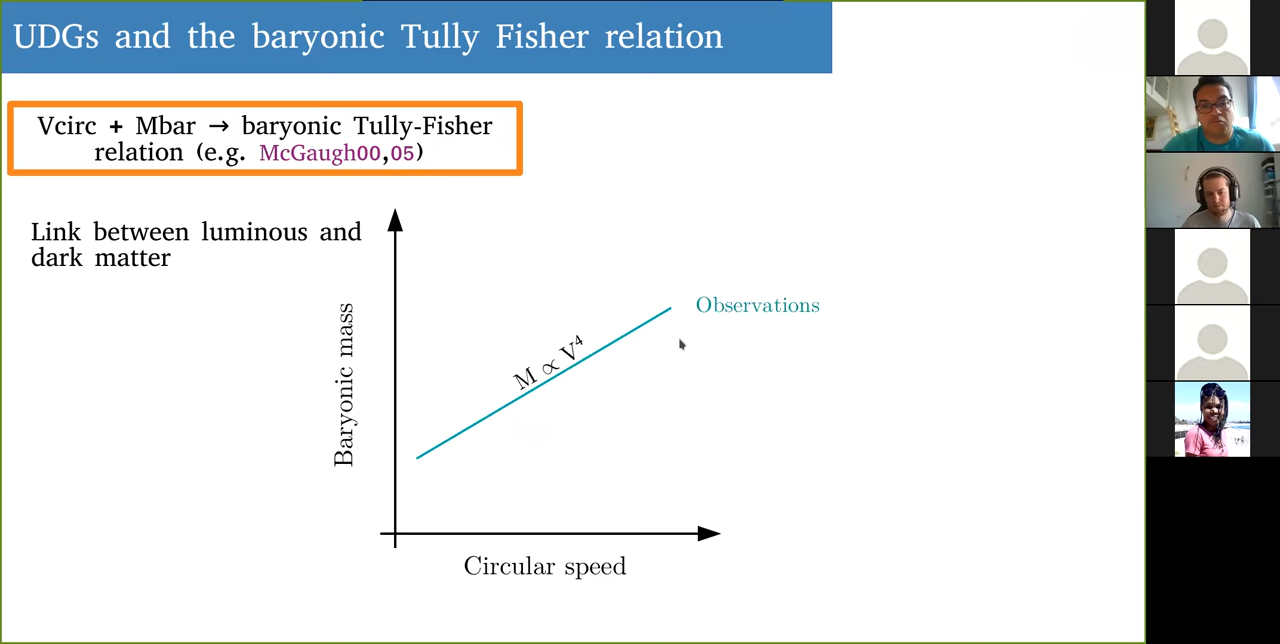 UDGs and the baryonic Tully Fisher relation
Vcirc + Mbar → baryonic Tully-Fisher
relation (e.g. McGaugh00,05)
Link between luminous and
dark matter
Observations
M ∝ V⁴
Baryonic mass
Circular speed